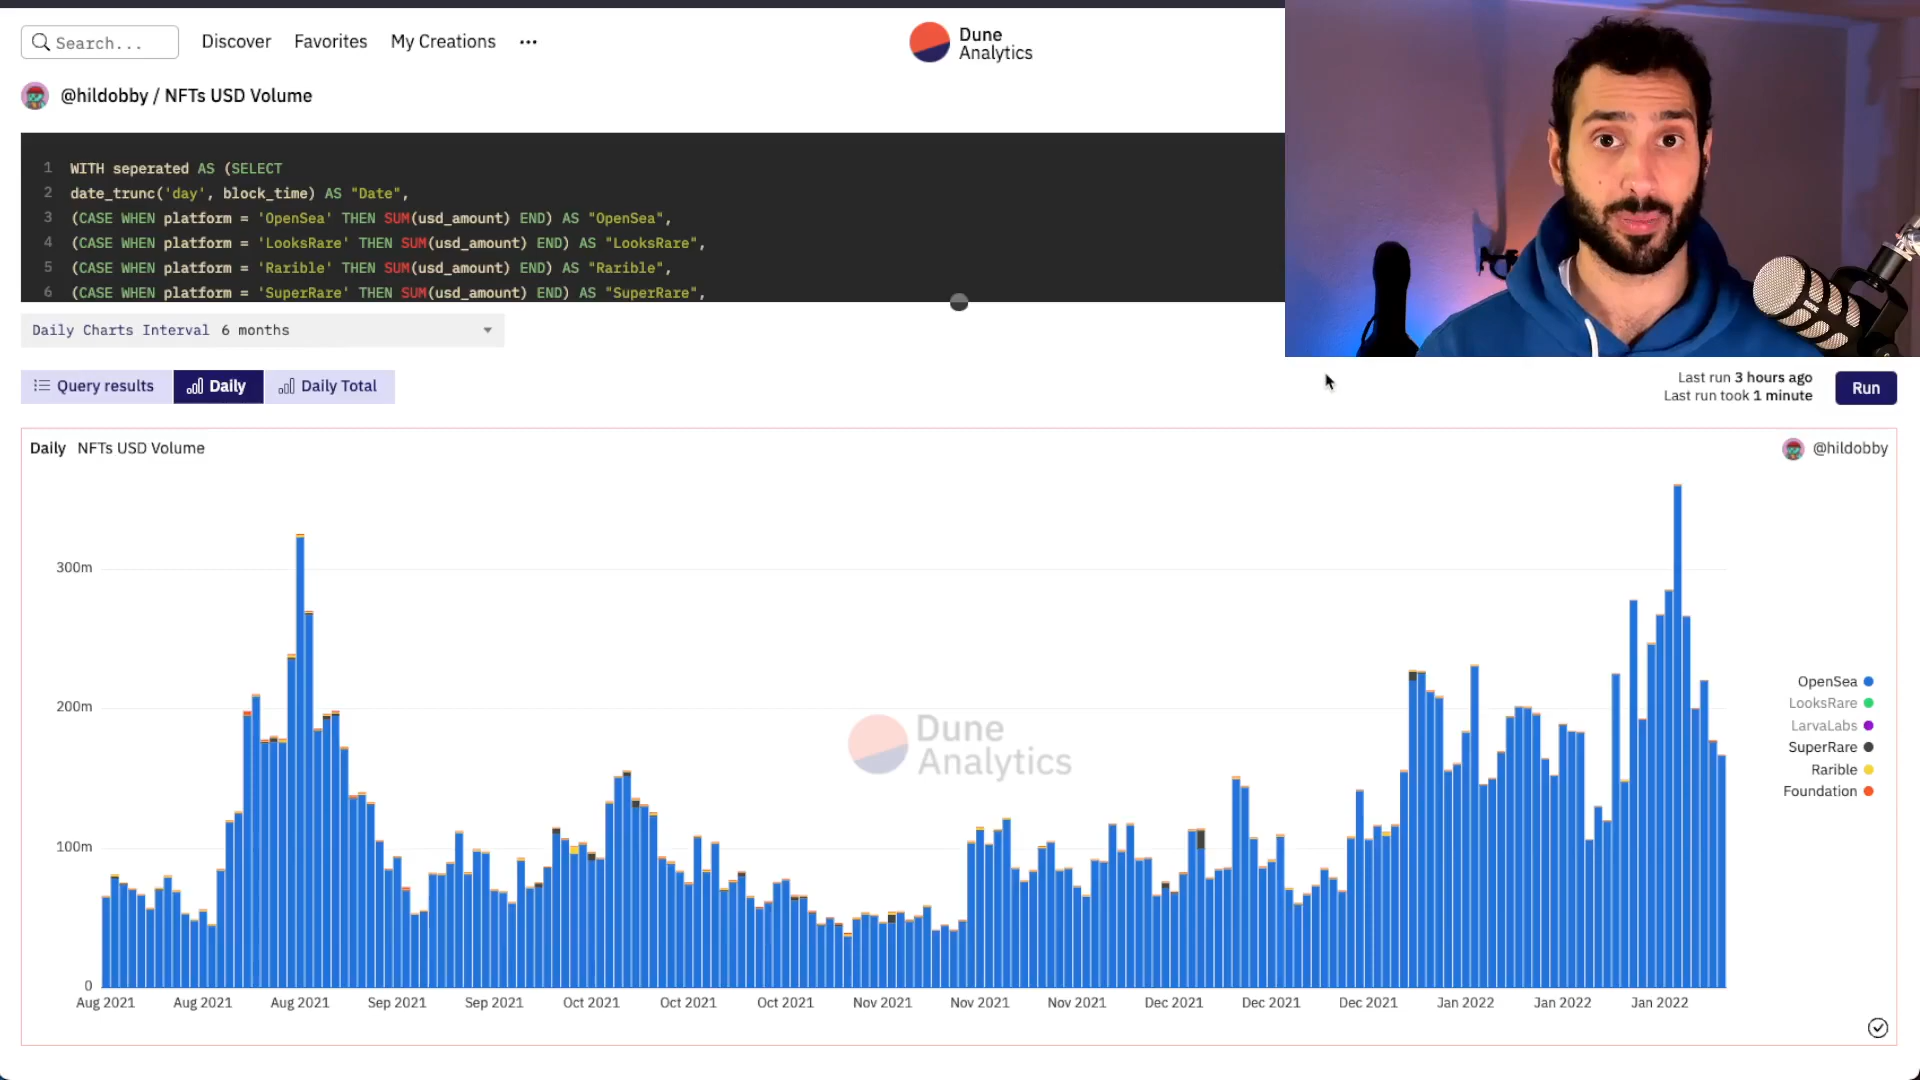 Search...
Discover
Favorites
My Creations
...
Dune
Analytics
@hildobby / NFTs USD Volume
1 WITH seperated AS (SELECT
2 date_trunc('day', block_time) AS "Date",
3 (CASE WHEN platform = 'OpenSea' THEN SUM(usd_amount) END) AS "OpenSea",
4 (CASE WHEN platform = 'LooksRare' THEN SUM(usd_amount) END) AS "LooksRare",
5 (CASE WHEN platform = 'Rarible' THEN SUM(usd_amount) END) AS "Rarible",
6 (CASE WHEN platform = 'SuperRare' THEN SUM(usd_amount) END) AS "SuperRare",
Daily Charts Interval 6 months
Query results
Daily
Daily Total
Last run 3 hours ago
Last run took 1 minute
Run
Daily NFTs USD Volume
@hildobby
300m
200m
100m
0
Dune
Analytics
OpenSea
LooksRare
LarvaLabs
SuperRare
Rarible
Foundation
Aug 2021
Aug 2021
Aug 2021
Sep 2021
Sep 2021
Oct 2021
Oct 2021
Oct 2021
Nov 2021
Nov 2021
Nov 2021
Dec 2021
Dec 2021
Dec 2021
Jan 2022
Jan 2022
Jan 2022